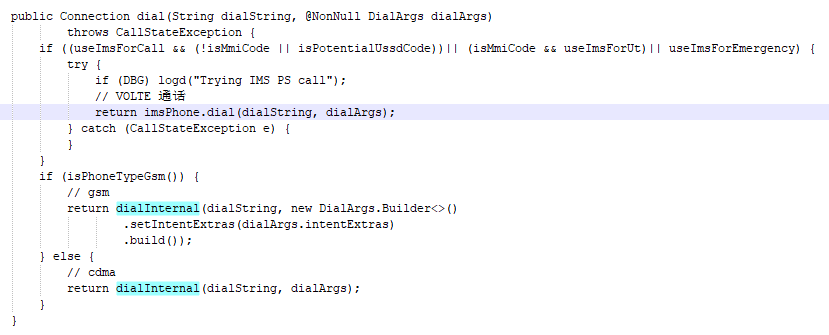 public Connection dial(String dialString, @NonNull DialArgs dialArgs)
        throws CallStateException {
    if ((useImsForCall && (!isMmiCode || isPotentialUssdCode))|| (isMmiCode && useImsForUt)|| useImsForEmergency) {
        try {
            if (DBG) logd("Trying IMS PS call");
            // VOLTE 通话
            return imsPhone.dial(dialString, dialArgs);
        } catch (CallStateException e) {
        }
    }
    if (isPhoneTypeGsm()) {
        // gsm
        return dialInternal(dialString, new DialArgs.Builder<>()
                .setIntentExtras(dialArgs.intentExtras)
                .build());
    } else {
        // cdma
        return dialInternal(dialString, dialArgs);
    }
}